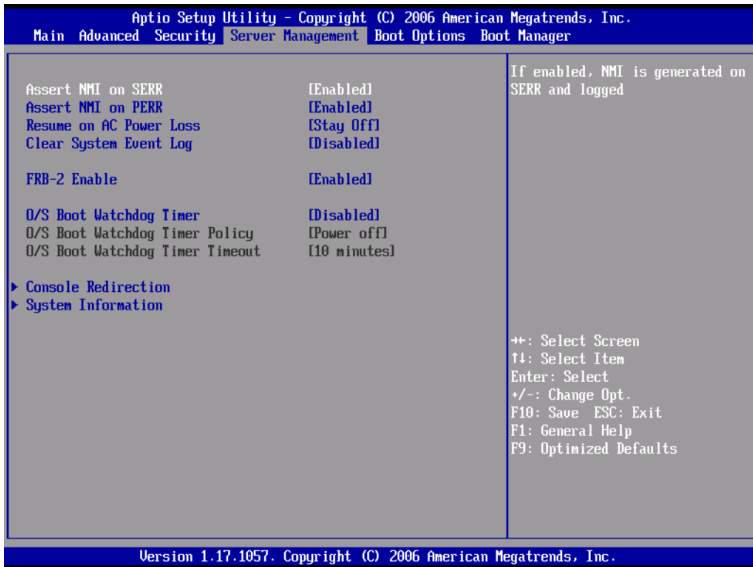 Aptio Setup Utility - Copyright (C) 2006 American Megatrends, Inc.
Main Advanced Security Server Management Boot Options Boot Manager
Assert NMI on SERR [Enabled]
Assert NMI on PERR [Enabled]
Resume on AC Power Loss [Stay Off]
Clear System Event Log [Disabled]
FRB-2 Enable [Enabled]
O/S Boot Watchdog Timer [Disabled]
O/S Boot Watchdog Timer Policy [Power off]
O/S Boot Watchdog Timer Timeout [10 minutes]
▶ Console Redirection
▶ System Information
If enabled, NMI is generated on
SERR and logged
→←: Select Screen
↑↓: Select Item
Enter: Select
+/-: Change Opt.
F10: Save ESC: Exit
F1: General Help
F9: Optimized Defaults
Version 1.17.1057. Copyright (C) 2006 American Megatrends, Inc.